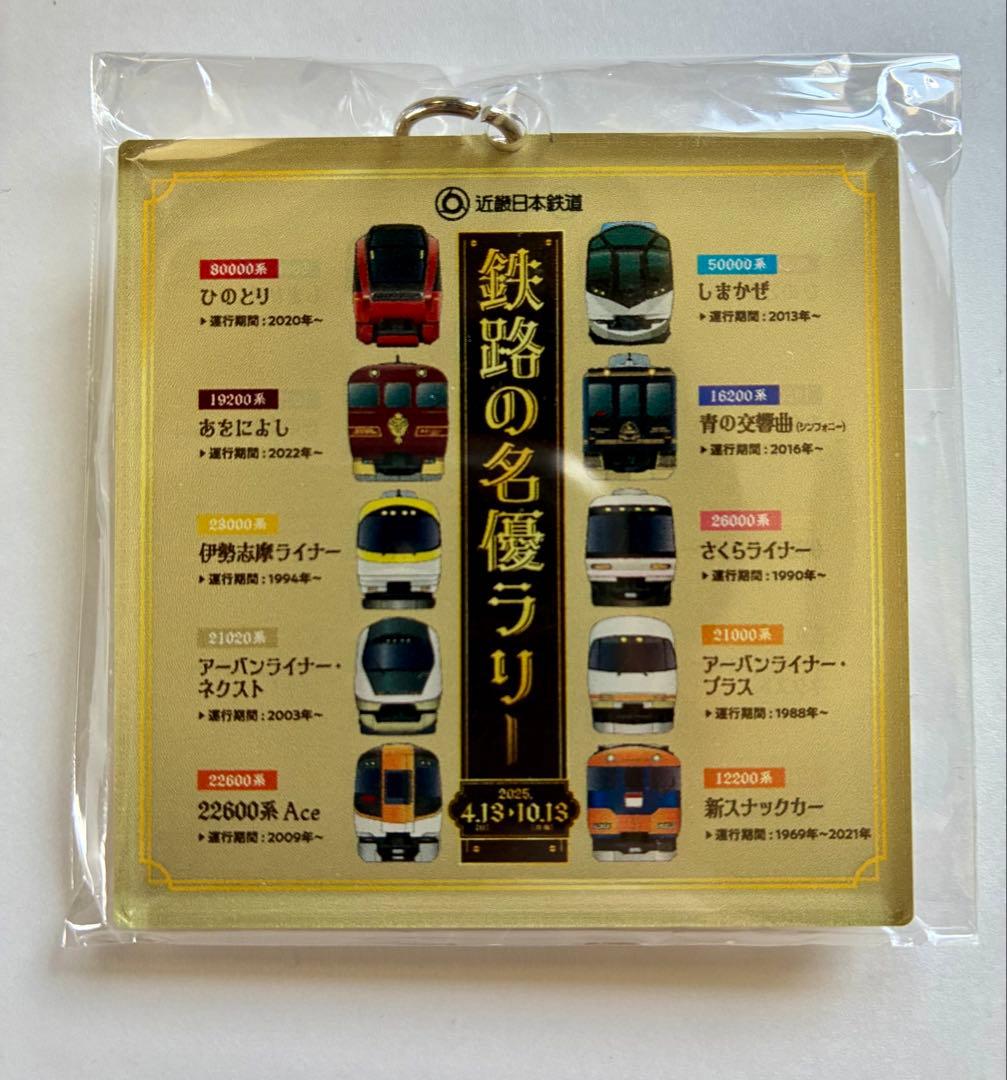 近畿日本鉄道
鉄路の名優ラリー
2025.
4.13▸10.13
80000系
ひのとり
▶運行期間:2020年~
19200系
あをによし
▶運行期間:2022年~
23000系
伊勢志摩ライナー
▶運行期間:1994年~
21020系
アーバンライナー・
ネクスト
▶運行期間:2003年~
22600系
22600系 Ace
▶運行期間:2009年~
50000系
しまかぜ
▶運行期間:2013年~
16200系
青の交響曲(シンフォニー)
▶運行期間:2016年~
26000系
さくらライナー
▶運行期間:1990年~
21000系
アーバンライナー・
プラス
▶運行期間:1988年~
12200系
新スナックカー
▶運行期間:1969年~2021年